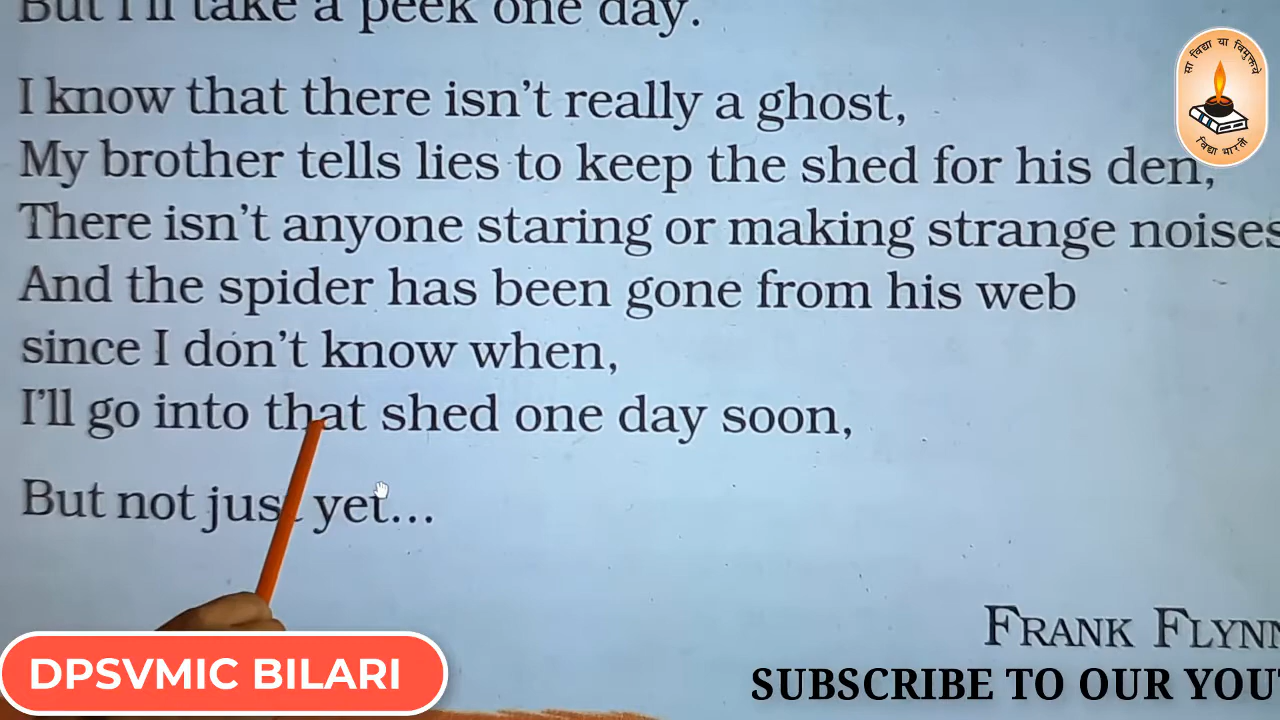 But I'll take a peek one day.
I know that there isn't really a ghost,
My brother tells lies to keep the shed for his den,
There isn't anyone staring or making strange noises
And the spider has been gone from his web
since I don't know when,
I'll go into that shed one day soon,
But not just yet...
FRANK FLYNN
SUBSCRIBE TO OUR YOU
DPSVMIC BILARI
सा विद्या या विमुक्तये
विद्या भारती